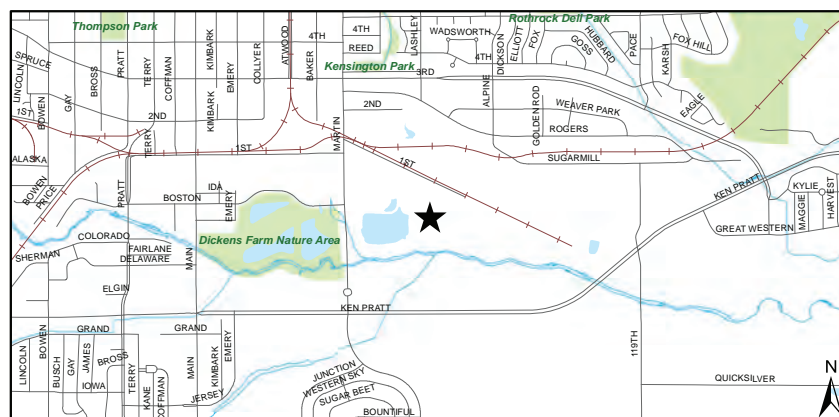 Thompson Park
Rothrock Dell Park
4TH
4TH
REED
LASHLEY
WADSWORTH
DICKSON
ELLIOTT
FOX
GOSS
HUBBARD
PACE
KARSH
FOX HILL
SPRUCE
LINCOLN
BOWEN
GAY
BROSS
PRATT
TERRY
COFFMAN
KIMBARK
EMERY
COLLYER
ATWOOD
BAKER
Kensington Park
4TH
3RD
ALPINE
GOLDENROD
EAGLE
2ND
WEAVER PARK
1ST
2ND
KIMBARK
ROGERS
TERRY
1ST
MARTIN
1ST
SUGARMILL
ALASKA
BOWEN
PRICE
PRATT
BOSTON
IDA
EMERY
KEN PRATT
KYLIE
MAGGIE
HARVEST
GREAT WESTERN
COLORADO
Dickens Farm Nature Area
SHERMAN
FAIRLANE
DELAWARE
MAIN
ELGIN
KEN PRATT
GRAND
GRAND
LINCOLN
BOWEN
BUSCH
GAY
JAMES
BROSS
IOWA
TERRY
KANE
COFFMAN
MAIN
KIMBARK
EMERY
JERSEY
JUNCTION
WESTERN SKY
SUGAR BEET
BOUNTIFUL
119TH
QUICKSILVER
N